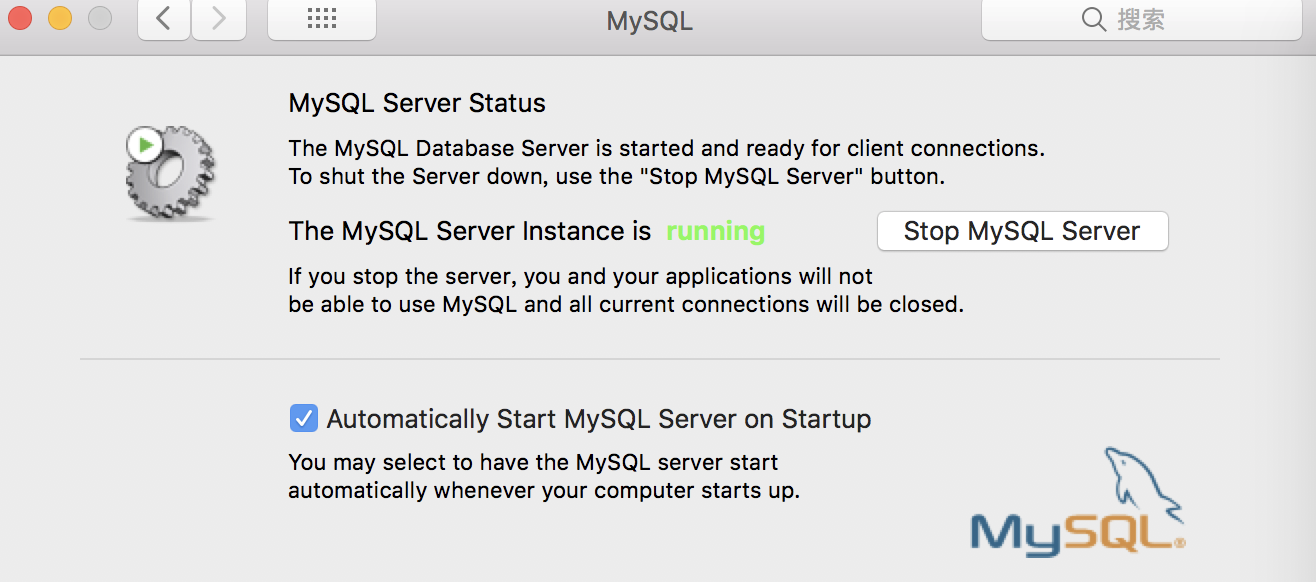 MySQL
搜索
MySQL Server Status
The MySQL Database Server is started and ready for client connections.
To shut the Server down, use the "Stop MySQL Server" button.
The MySQL Server Instance is running
Stop MySQL Server
If you stop the server, you and your applications will not
be able to use MySQL and all current connections will be closed.
Automatically Start MySQL Server on Startup
You may select to have the MySQL server start
automatically whenever your computer starts up.
MySQL®